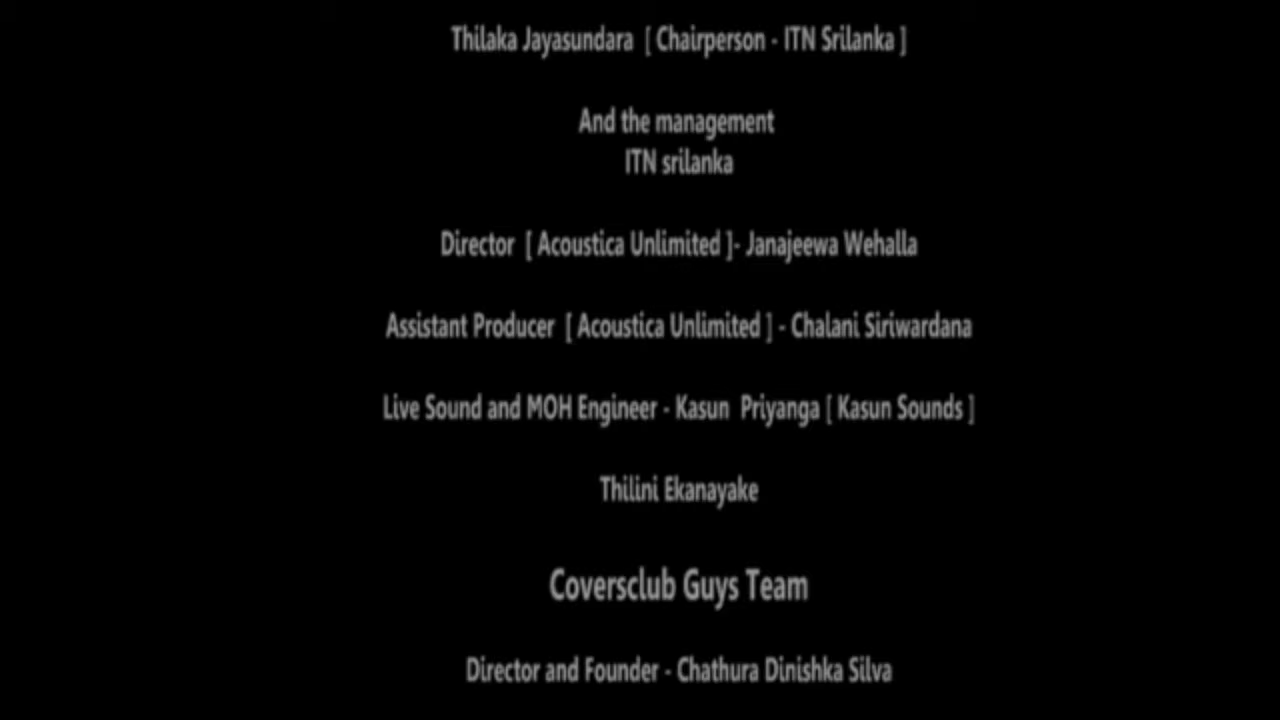 Thilaka Jayasundara [ Chairperson - ITN Srilanka ]
And the management
ITN srilanka
Director [ Acoustica Unlimited ]- Janajeewa Wehalla
Assistant Producer [ Acoustica Unlimited ] - Chalani Siriwardana
Live Sound and MOH Engineer - Kasun Priyanga [ Kasun Sounds ]
Thilini Ekanayake
Coversclub Guys Team
Director and Founder - Chathura Dinishka Silva